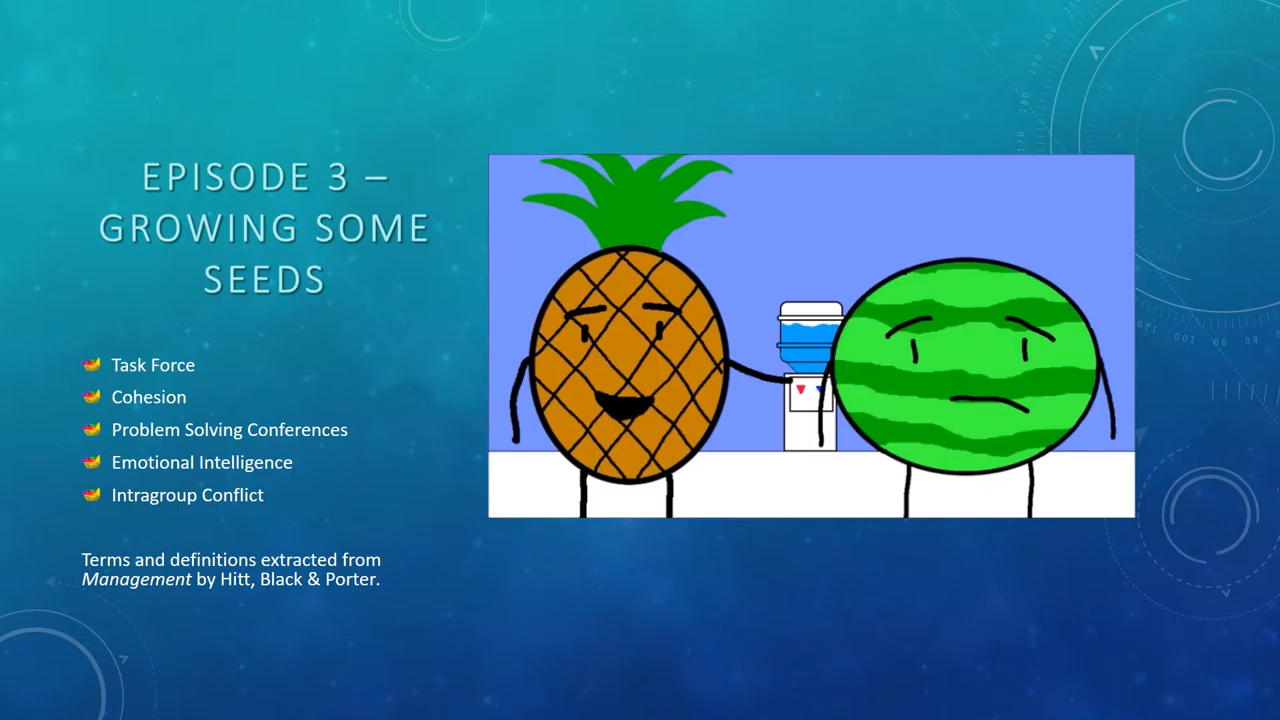 EPISODE 3 –
GROWING SOME
SEEDS
Task Force
Cohesion
Problem Solving Conferences
Emotional Intelligence
Intragroup Conflict
Terms and definitions extracted from
Management by Hitt, Black & Porter.